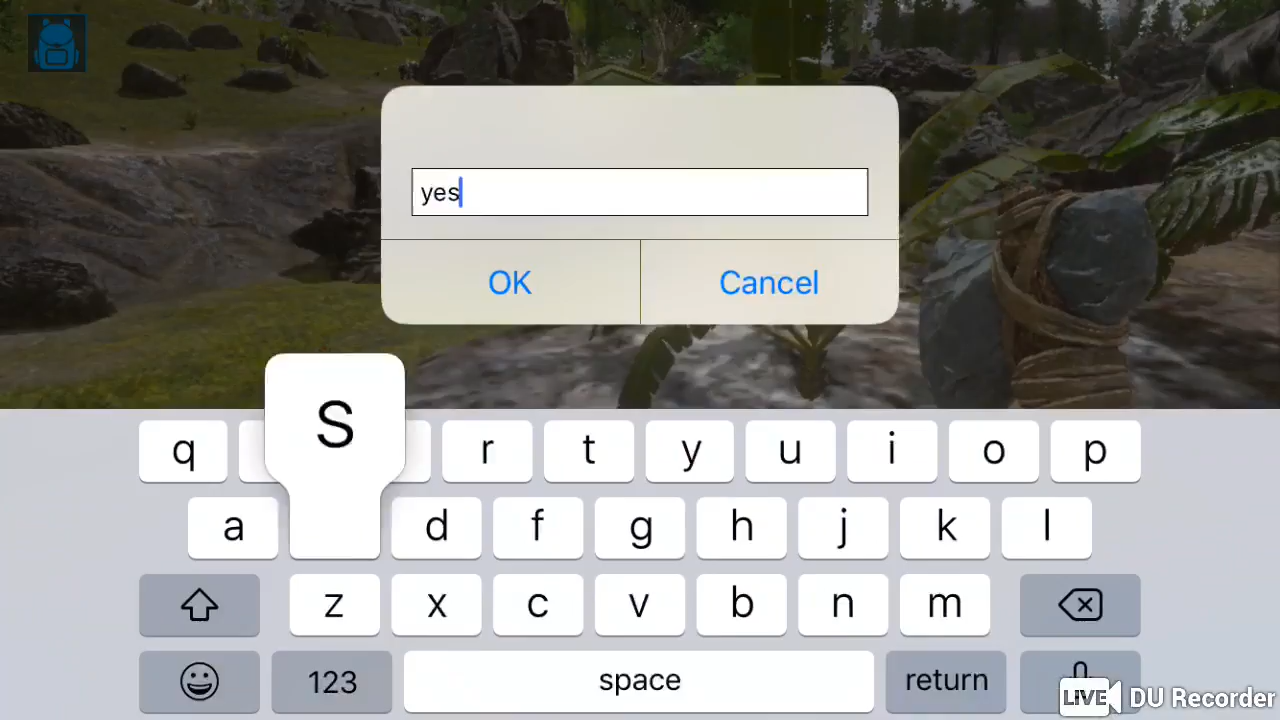 yes
OK Cancel
S
q r t y u i o p
a d f g h j k l
z x c v b n m
123 space return
LIVE DU Recorder